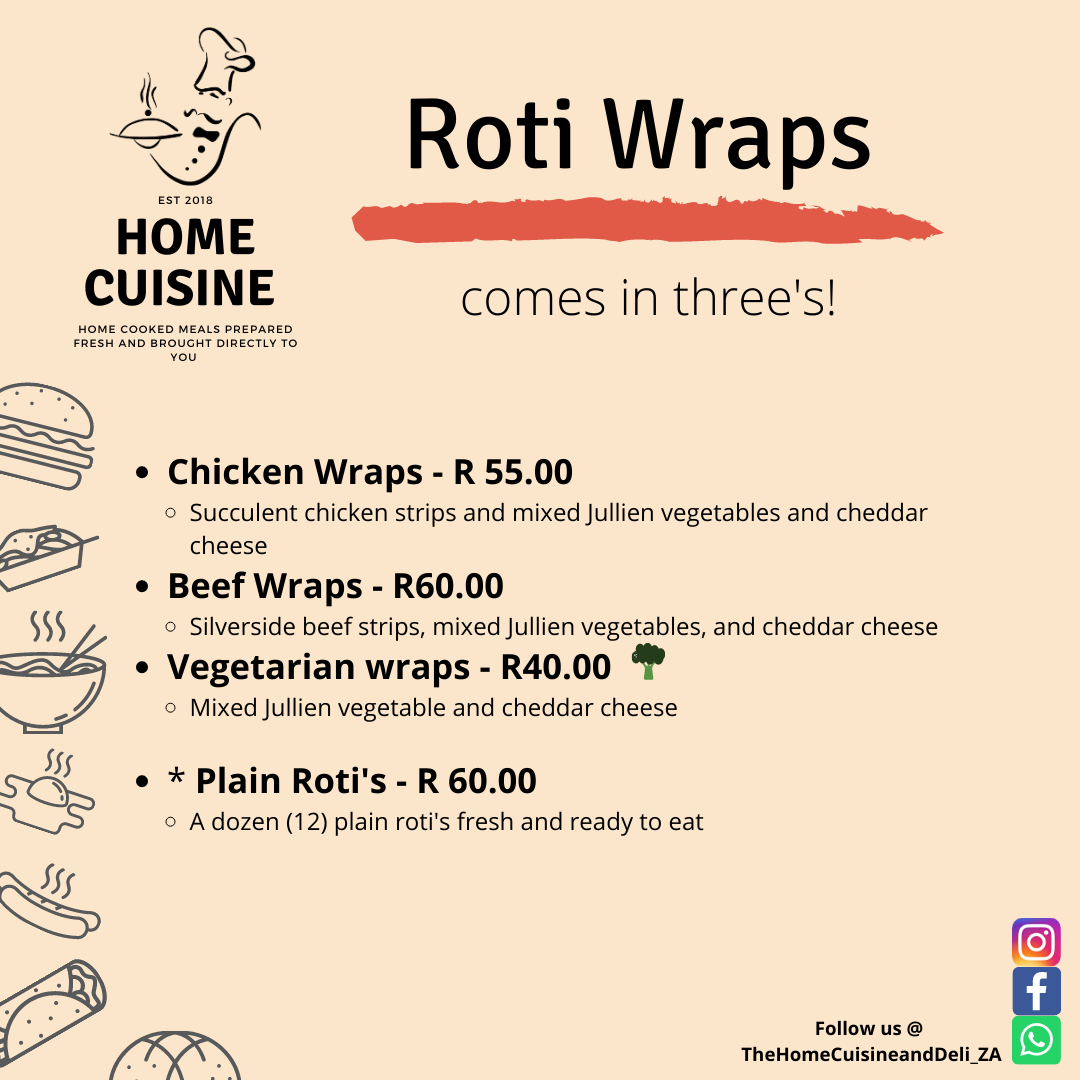 EST 2018
HOME
CUISINE
HOME COOKED MEALS PREPARED
FRESH AND BROUGHT DIRECTLY TO
YOU
Roti Wraps
comes in three's!
• Chicken Wraps - R 55.00
○ Succulent chicken strips and mixed Jullien vegetables and cheddar
cheese
• Beef Wraps - R60.00
○ Silverside beef strips, mixed Jullien vegetables, and cheddar cheese
• Vegetarian wraps - R40.00
○ Mixed Jullien vegetable and cheddar cheese
• * Plain Roti's - R 60.00
○ A dozen (12) plain roti's fresh and ready to eat
Follow us @
TheHomeCuisineandDeli_ZA